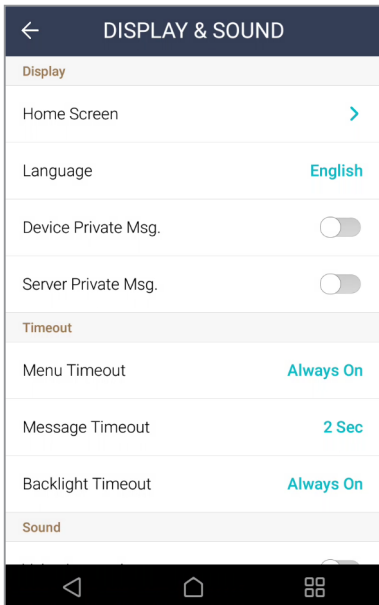 DISPLAY & SOUND
Display
Home Screen
Language English
Device Private Msg.
Server Private Msg.
Timeout
Menu Timeout Always On
Message Timeout 2 Sec
Backlight Timeout Always On
Sound